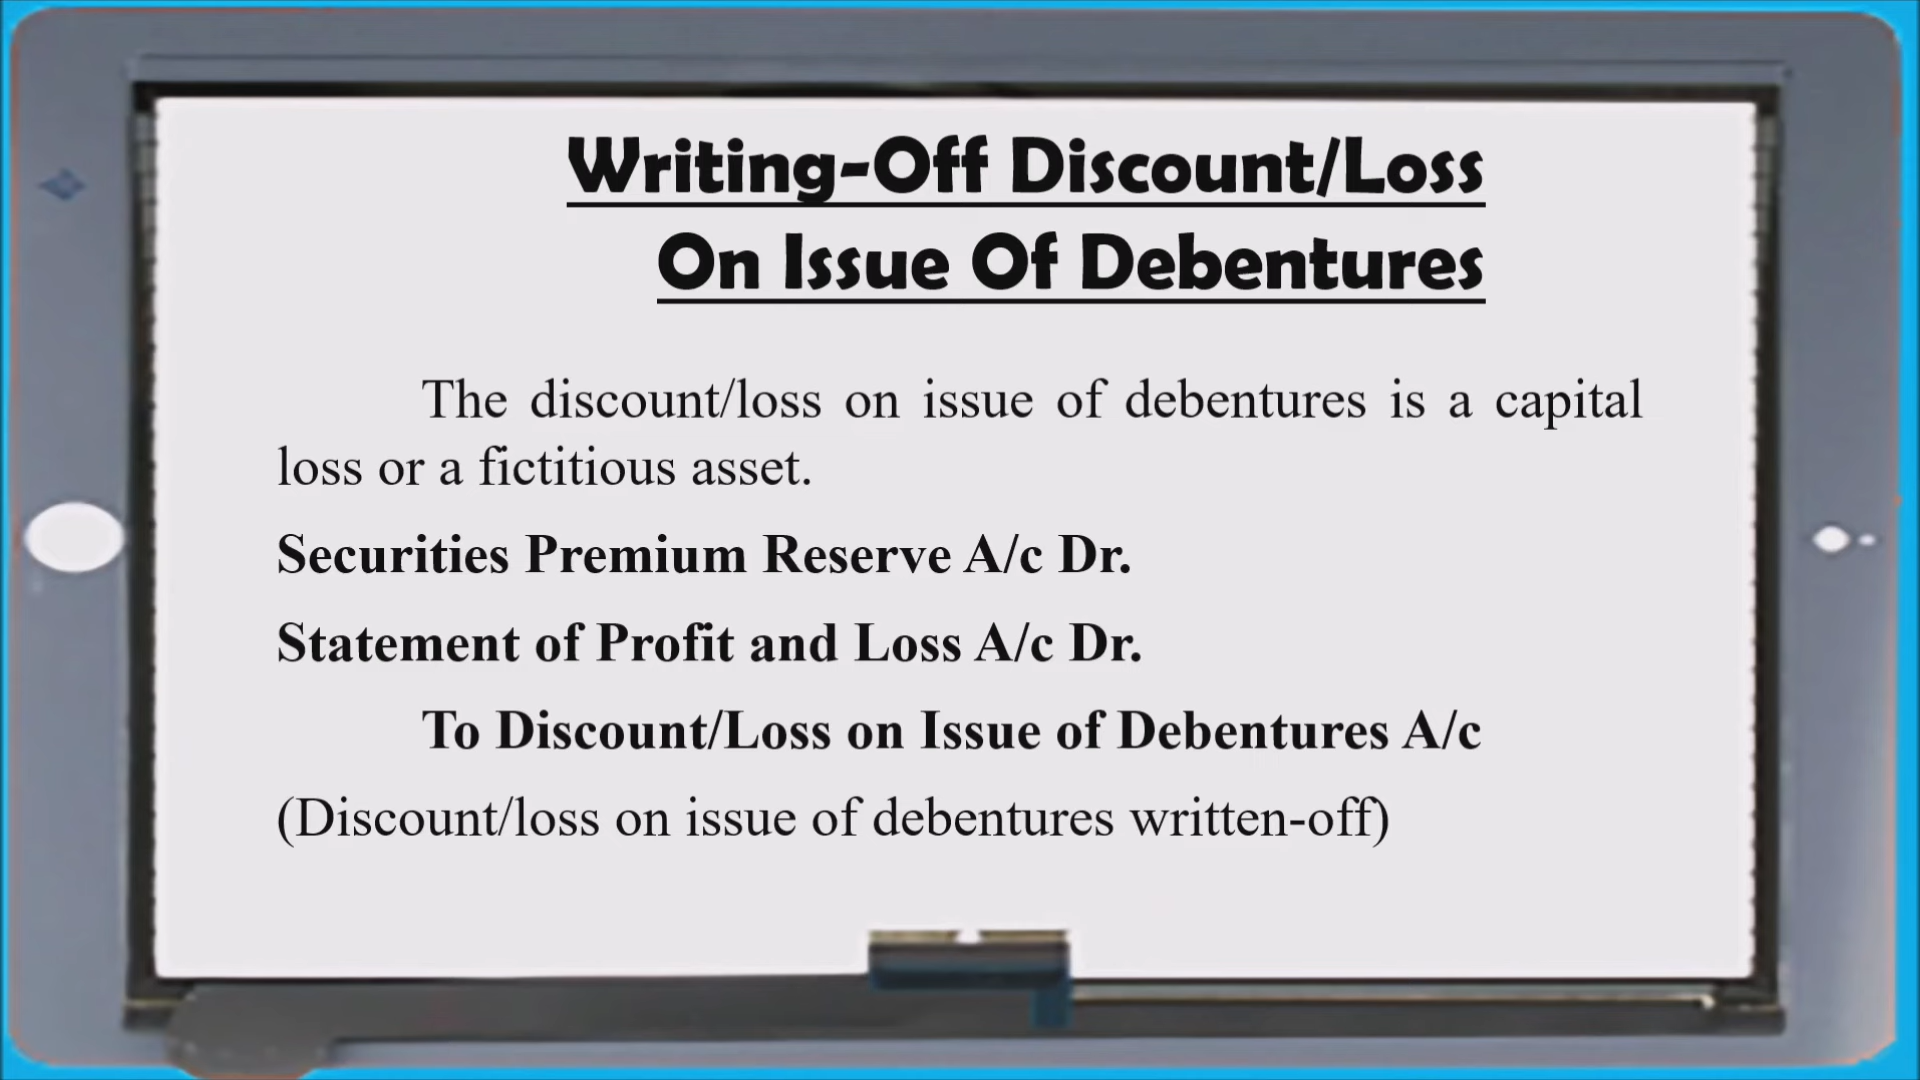 Writing-Off Discount/Loss
On Issue Of Debentures
The discount/loss on issue of debentures is a capital
loss or a fictitious asset.
Securities Premium Reserve A/c Dr.
Statement of Profit and Loss A/c Dr.
To Discount/Loss on Issue of Debentures A/c
(Discount/loss on issue of debentures written-off)